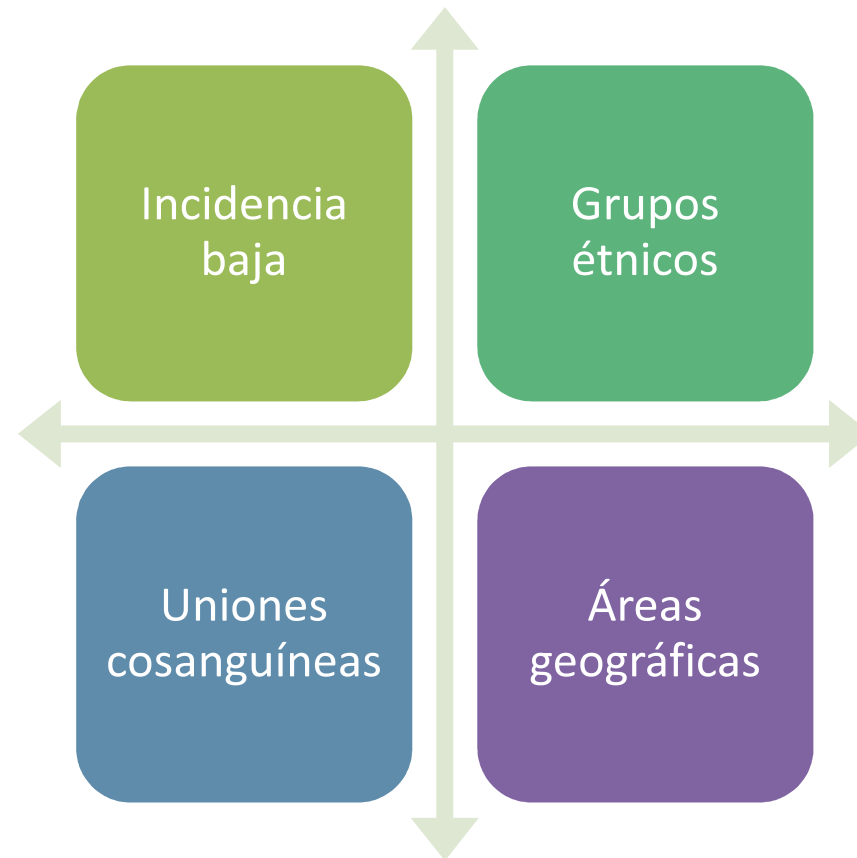 Incidencia
baja
Grupos
étnicos
Uniones
cosanguíneas
Áreas
geográficas